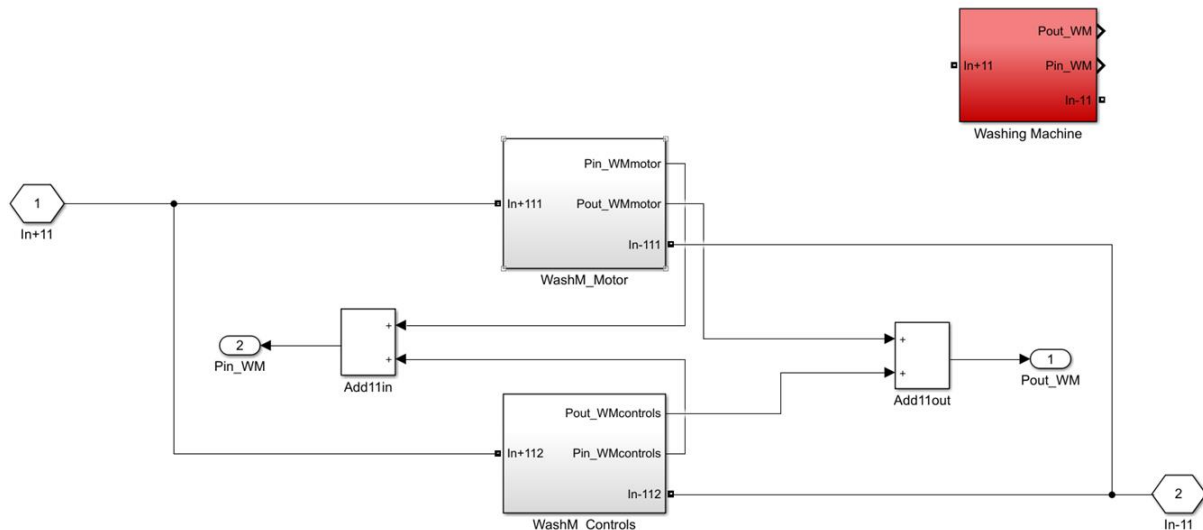 Pout_WM
In+11
Pin_WM
In-11
Washing Machine
Pin_WMmotor
1
In+111
Pout_WMmotor
In+11
In-111
WashM_Motor
+
+
2
+
1
Pin_WM
+
+
Pout_WM
Add11in
Add11out
Pout_WMcontrols
In+112
Pin_WMcontrols
In-112
2
WashM_Controls
In-11